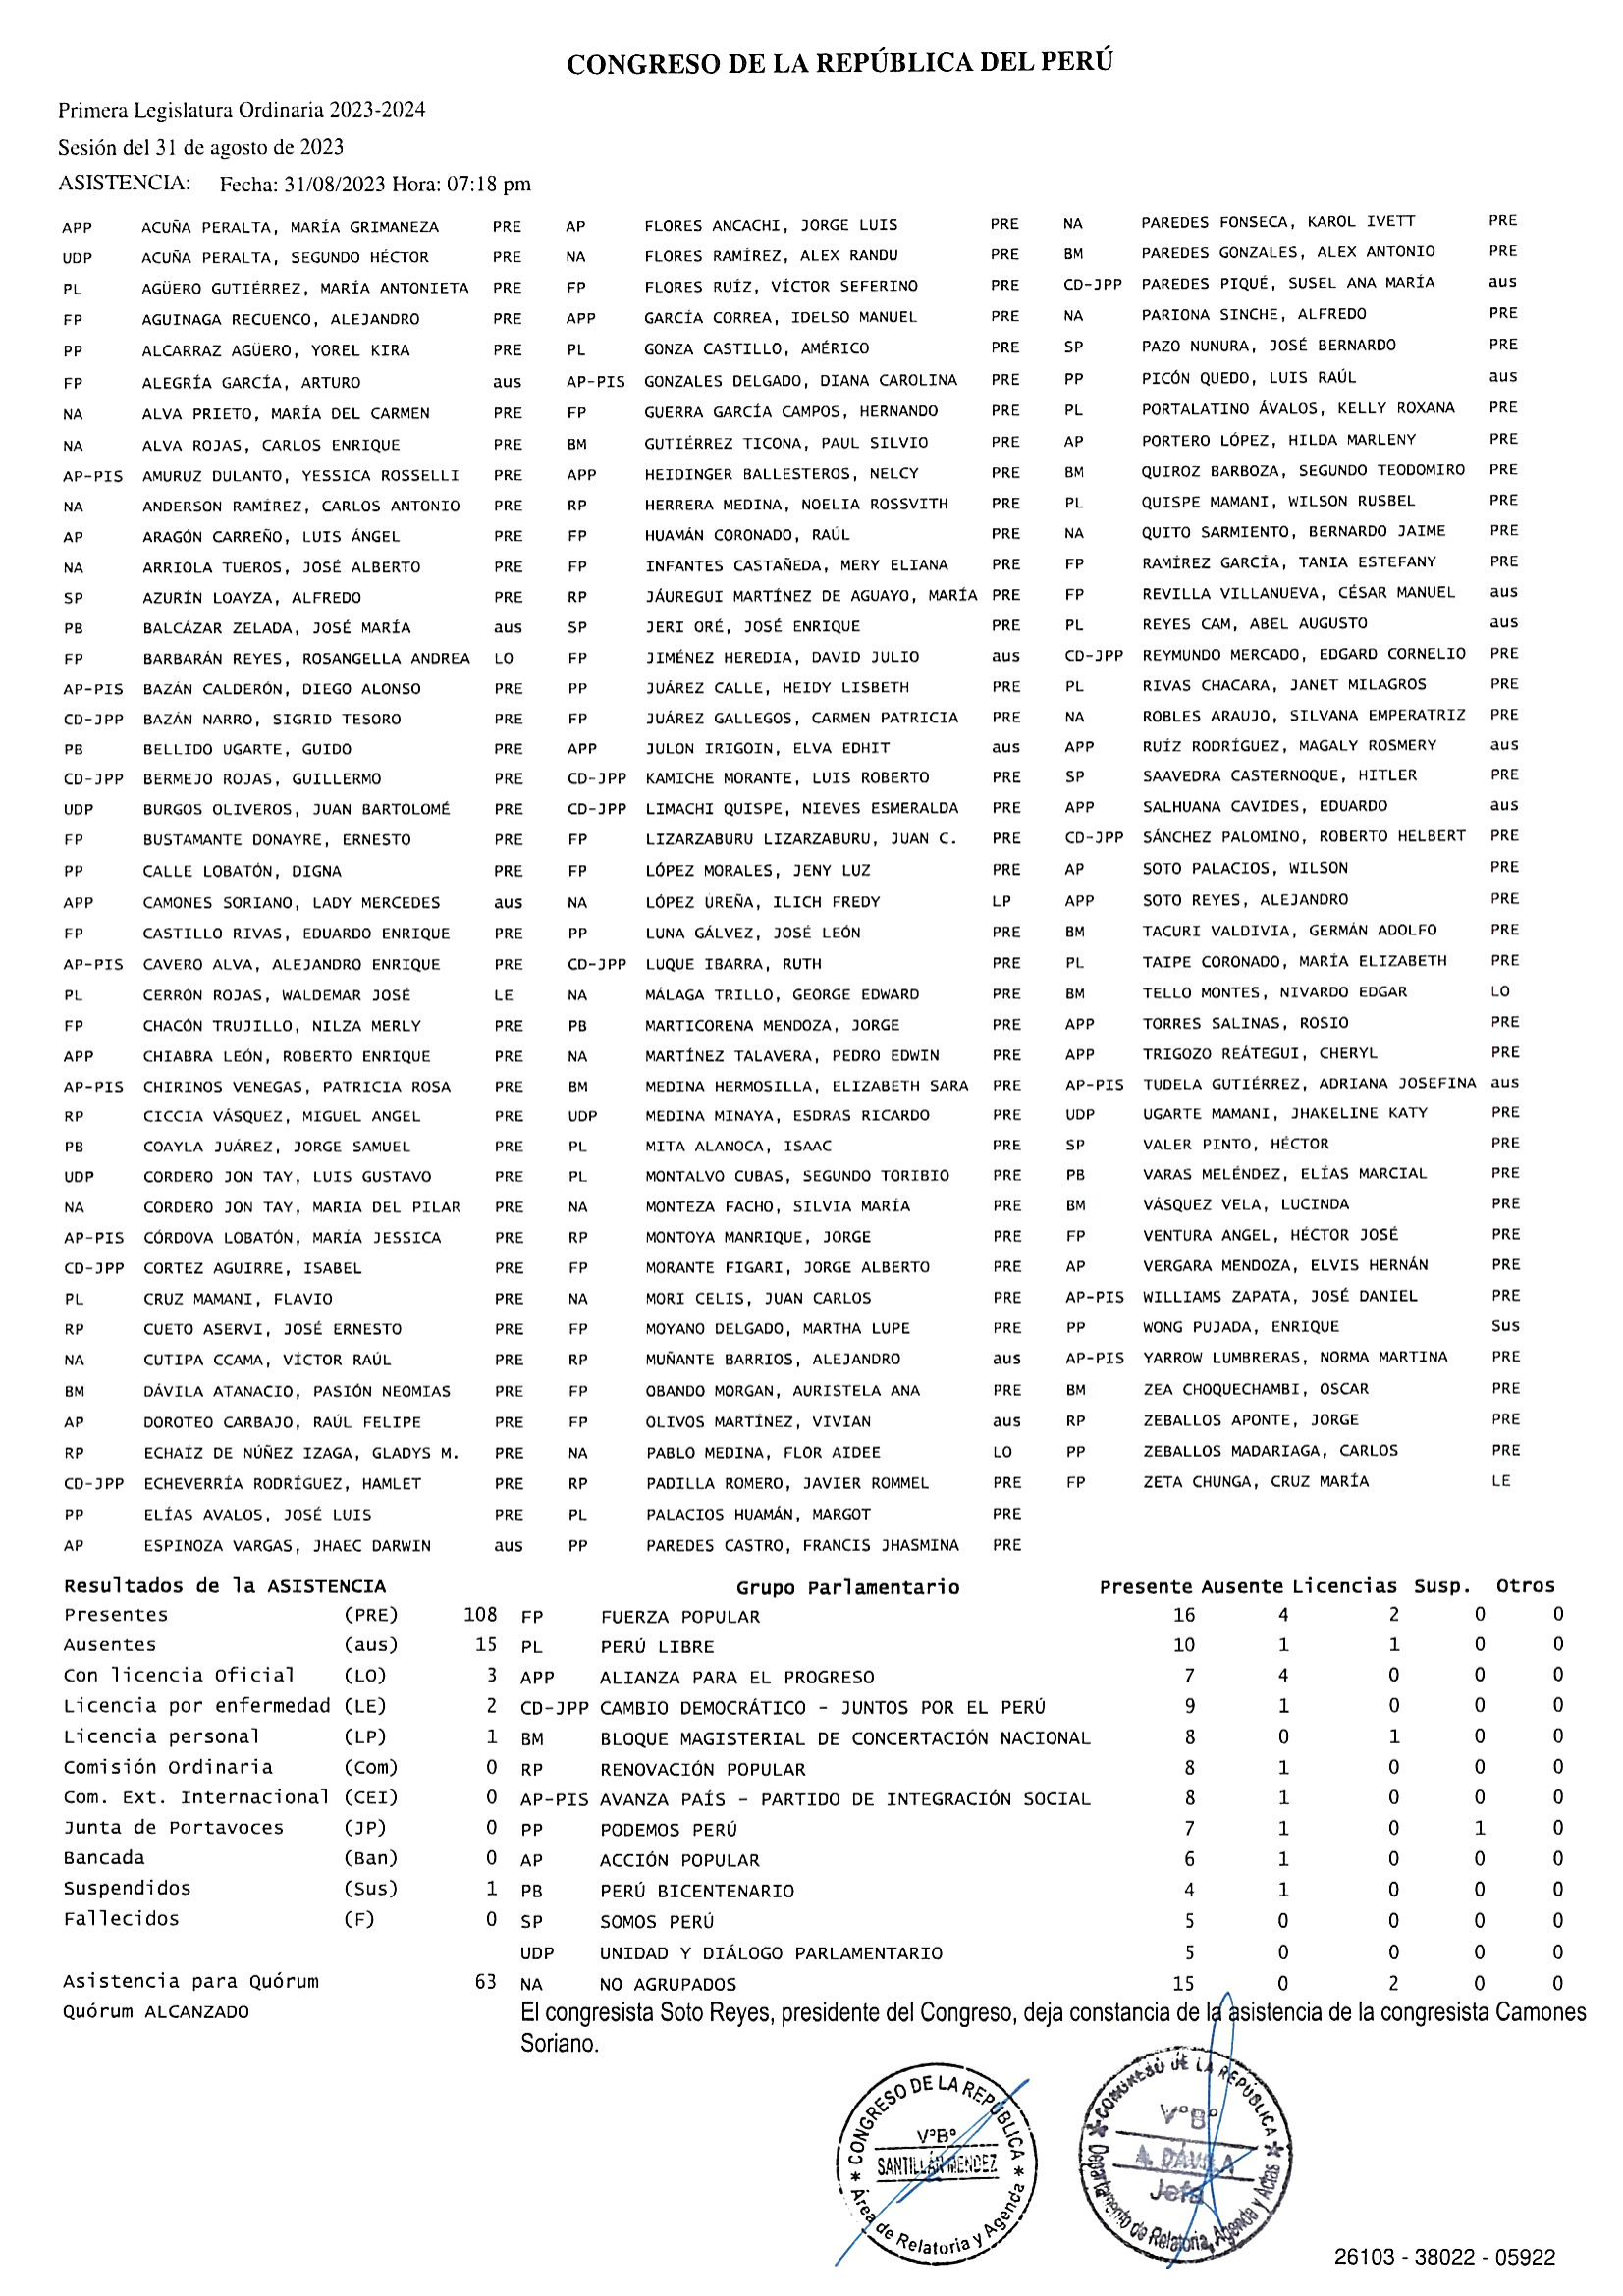 CONGRESO DE LA REPÚBLICA DEL PERÚ
Primera Legislatura Ordinaria 2023-2024
Sesión del 31 de agosto de 2023
ASISTENCIA: Fecha: 31/08/2023 Hora: 07:18 pm
APP ACUÑA PERALTA, MARÍA GRIMANEZA PRE AP FLORES ANCACHI, JORGE LUIS PRE NA PAREDES FONSECA, KAROL IVETT PRE
UDP ACUÑA PERALTA, SEGUNDO HÉCTOR PRE NA FLORES RAMÍREZ, ALEX RANDU PRE BM PAREDES GONZALES, ALEX ANTONIO PRE
PL AGÜERO GUTIÉRREZ, MARÍA ANTONIETA PRE FP FLORES RUÍZ, VÍCTOR SEFERINO PRE CD-JPP PAREDES PIQUÉ, SUSEL ANA MARÍA aus
FP AGUINAGA RECUENCO, ALEJANDRO PRE APP GARCÍA CORREA, IDELSO MANUEL PRE NA PARIONA SINCHE, ALFREDO PRE
PP ALCARRAZ AGÜERO, YOREL KIRA PRE PL GONZA CASTILLO, AMÉRICO PRE SP PAZO NUNURA, JOSÉ BERNARDO PRE
FP ALEGRÍA GARCÍA, ARTURO aus AP-PIS GONZALES DELGADO, DIANA CAROLINA PRE PP PICÓN QUEDO, LUIS RAÚL aus
NA ALVA PRIETO, MARÍA DEL CARMEN PRE FP GUERRA GARCÍA CAMPOS, HERNANDO PRE PL PORTALATINO ÁVALOS, KELLY ROXANA PRE
NA ALVA ROJAS, CARLOS ENRIQUE PRE BM GUTIÉRREZ TICONA, PAUL SILVIO PRE AP PORTERO LÓPEZ, HILDA MARLENY PRE
AP-PIS AMURUZ DULANTO, YESSICA ROSSELLI PRE APP HEIDINGER BALLESTEROS, NELCY PRE BM QUIROZ BARBOZA, SEGUNDO TEODOMIRO PRE
NA ANDERSON RAMÍREZ, CARLOS ANTONIO PRE RP HERRERA MEDINA, NOELIA ROSSVITH PRE PL QUISPE MAMANI, WILSON RUSBEL PRE
AP ARAGÓN CARREÑO, LUIS ÁNGEL PRE FP HUAMÁN CORONADO, RAÚL PRE NA QUITO SARMIENTO, BERNARDO JAIME PRE
NA ARRIOLA TUEROS, JOSÉ ALBERTO PRE FP INFANTES CASTAÑEDA, MERY ELIANA PRE FP RAMÍREZ GARCÍA, TANIA ESTEFANY PRE
SP AZURÍN LOAYZA, ALFREDO PRE RP JÁUREGUI MARTÍNEZ DE AGUAYO, MARÍA PRE FP REVILLA VILLANUEVA, CÉSAR MANUEL aus
PB BALCÁZAR ZELADA, JOSÉ MARÍA aus SP JERI ORÉ, JOSÉ ENRIQUE PRE PL REYES CAM, ABEL AUGUSTO aus
FP BARBARÁN REYES, ROSANGELLA ANDREA LO FP JIMÉNEZ HEREDIA, DAVID JULIO aus CD-JPP REYMUNDO MERCADO, EDGARD CORNELIO PRE
AP-PIS BAZÁN CALDERÓN, DIEGO ALONSO PRE PP JUÁREZ CALLE, HEIDY LISBETH PRE PL RIVAS CHACARA, JANET MILAGROS PRE
CD-JPP BAZÁN NARRO, SIGRID TESORO PRE FP JUÁREZ GALLEGOS, CARMEN PATRICIA PRE NA ROBLES ARAUJO, SILVANA EMPERATRIZ PRE
PB BELLIDO UGARTE, GUIDO PRE APP JULON IRIGOIN, ELVA EDHIT aus APP RUÍZ RODRÍGUEZ, MAGALY ROSMERY aus
CD-JPP BERMEJO ROJAS, GUILLERMO PRE CD-JPP KAMICHE MORANTE, LUIS ROBERTO PRE SP SAAVEDRA CASTERNOQUE, HITLER PRE
UDP BURGOS OLIVEROS, JUAN BARTOLOMÉ PRE CD-JPP LIMACHI QUISPE, NIEVES ESMERALDA PRE APP SALHUANA CAVIDES, EDUARDO aus
FP BUSTAMANTE DONAYRE, ERNESTO PRE FP LIZARZABURU LIZARZABURU, JUAN C. PRE CD-JPP SÁNCHEZ PALOMINO, ROBERTO HELBERT PRE
PP CALLE LOBATÓN, DIGNA PRE FP LÓPEZ MORALES, JENY LUZ PRE AP SOTO PALACIOS, WILSON PRE
APP CAMONES SORIANO, LADY MERCEDES aus NA LÓPEZ UREÑA, ILICH FREDY LP APP SOTO REYES, ALEJANDRO PRE
FP CASTILLO RIVAS, EDUARDO ENRIQUE PRE PP LUNA GÁLVEZ, JOSÉ LEÓN PRE BM TACURI VALDIVIA, GERMÁN ADOLFO PRE
AP-PIS CAVERO ALVA, ALEJANDRO ENRIQUE PRE CD-JPP LUQUE IBARRA, RUTH PRE PL TAIPE CORONADO, MARÍA ELIZABETH PRE
PL CERRÓN ROJAS, WALDEMAR JOSÉ LE NA MÁLAGA TRILLO, GEORGE EDWARD PRE BM TELLO MONTES, NIVARDO EDGAR LO
FP CHACÓN TRUJILLO, NILZA MERLY PRE PB MARTICORENA MENDOZA, JORGE PRE APP TORRES SALINAS, ROSIO PRE
APP CHIABRA LEÓN, ROBERTO ENRIQUE PRE NA MARTÍNEZ TALAVERA, PEDRO EDWIN PRE APP TRIGOZO REÁTEGUI, CHERYL PRE
AP-PIS CHIRINOS VENEGAS, PATRICIA ROSA PRE BM MEDINA HERMOSILLA, ELIZABETH SARA PRE AP-PIS TUDELA GUTIÉRREZ, ADRIANA JOSEFINA aus
RP CICCIA VÁSQUEZ, MIGUEL ANGEL PRE UDP MEDINA MINAYA, ESDRAS RICARDO PRE UDP UGARTE MAMANI, JHAKELINE KATY PRE
PB COAYLA JUÁREZ, JORGE SAMUEL PRE PL MITA ALANOCA, ISAAC PRE SP VALER PINTO, HÉCTOR PRE
UDP CORDERO JON TAY, LUIS GUSTAVO PRE PL MONTALVO CUBAS, SEGUNDO TORIBIO PRE PB VARAS MELÉNDEZ, ELÍAS MARCIAL PRE
NA CORDERO JON TAY, MARIA DEL PILAR PRE NA MONTEZA FACHO, SILVIA MARÍA PRE BM VÁSQUEZ VELA, LUCINDA PRE
AP-PIS CÓRDOVA LOBATÓN, MARÍA JESSICA PRE RP MONTOYA MANRIQUE, JORGE PRE FP VENTURA ANGEL, HÉCTOR JOSÉ PRE
CD-JPP CORTEZ AGUIRRE, ISABEL PRE FP MORANTE FIGARI, JORGE ALBERTO PRE AP VERGARA MENDOZA, ELVIS HERNÁN PRE
PL CRUZ MAMANI, FLAVIO PRE NA MORI CELIS, JUAN CARLOS PRE AP-PIS WILLIAMS ZAPATA, JOSÉ DANIEL PRE
RP CUETO ASERVI, JOSÉ ERNESTO PRE FP MOYANO DELGADO, MARTHA LUPE PRE PP WONG PUJADA, ENRIQUE Sus
NA CUTIPA CCAMA, VÍCTOR RAÚL PRE RP MUÑANTE BARRIOS, ALEJANDRO aus AP-PIS YARROW LUMBRERAS, NORMA MARTINA PRE
BM DÁVILA ATANACIO, PASIÓN NEOMIAS PRE FP OBANDO MORGAN, AURISTELA ANA PRE BM ZEA CHOQUECHAMBI, OSCAR PRE
AP DOROTEO CARBAJO, RAÚL FELIPE PRE FP OLIVOS MARTÍNEZ, VIVIAN aus RP ZEBALLOS APONTE, JORGE PRE
RP ECHAÍZ DE NÚÑEZ IZAGA, GLADYS M. PRE NA PABLO MEDINA, FLOR AIDEE LO PP ZEBALLOS MADARIAGA, CARLOS PRE
CD-JPP ECHEVERRÍA RODRÍGUEZ, HAMLET PRE RP PADILLA ROMERO, JAVIER ROMMEL PRE FP ZETA CHUNGA, CRUZ MARÍA LE
PP ELÍAS AVALOS, JOSÉ LUIS PRE PL PALACIOS HUAMÁN, MARGOT PRE
AP ESPINOZA VARGAS, JHAEC DARWIN aus PP PAREDES CASTRO, FRANCIS JHASMINA PRE
Resultados de la ASISTENCIA Grupo Parlamentario Presente Ausente Licencias Susp. Otros
Presentes (PRE) 108 FP FUERZA POPULAR 16 4 2 0 0
Ausentes (aus) 15 PL PERÚ LIBRE 10 1 1 0 0
Con licencia Oficial (LO) 3 APP ALIANZA PARA EL PROGRESO 7 4 0 0 0
Licencia por enfermedad (LE) 2 CD-JPP CAMBIO DEMOCRÁTICO - JUNTOS POR EL PERÚ 9 1 0 0 0
Licencia personal (LP) 1 BM BLOQUE MAGISTERIAL DE CONCERTACIÓN NACIONAL 8 0 1 0 0
Comisión Ordinaria (Com) 0 RP RENOVACIÓN POPULAR 8 1 0 0 0
Com. Ext. Internacional (CEI) 0 AP-PIS AVANZA PAÍS - PARTIDO DE INTEGRACIÓN SOCIAL 8 1 0 0 0
Junta de Portavoces (JP) 0 PP PODEMOS PERÚ 7 1 0 1 0
Bancada (Ban) 0 AP ACCIÓN POPULAR 6 1 0 0 0
Suspendidos (Sus) 1 PB PERÚ BICENTENARIO 4 1 0 0 0
Fallecidos (F) 0 SP SOMOS PERÚ 5 0 0 0 0
UDP UNIDAD Y DIÁLOGO PARLAMENTARIO 5 0 0 0 0
Asistencia para Quórum 63 NA NO AGRUPADOS 15 0 2 0 0
Quórum ALCANZADO
El congresista Soto Reyes, presidente del Congreso, deja constancia de la asistencia de la congresista Camones
Soriano.
CONGRESO DE LA REPÚBLICA
V°B°
SANTILLÁN MENDEZ
Área de Relatoria y Agenda
CONGRESO DE LA REPÚBLICA
V°B°
A. DÁVILA
Jefa
Departamento de Relatoria, Agenda y Actas
26103 - 38022 - 05922